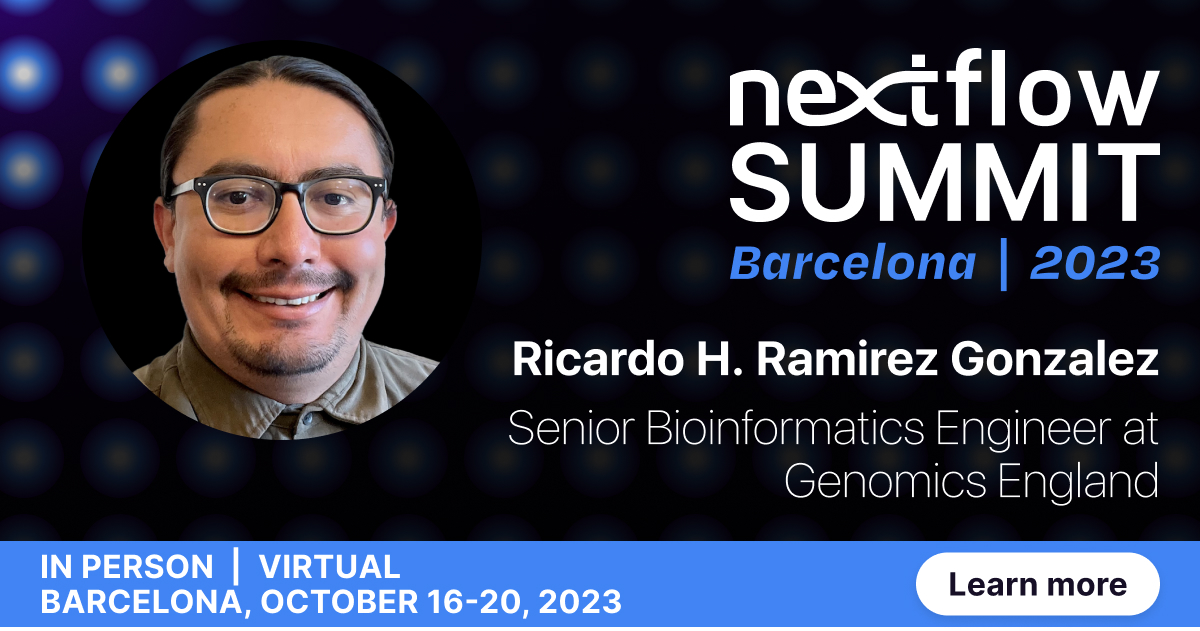 nextflow
SUMMIT
Barcelona | 2023
Ricardo H. Ramirez Gonzalez
Senior Bioinformatics Engineer at
Genomics England
IN PERSON | VIRTUAL
BARCELONA, OCTOBER 16-20, 2023
Learn more